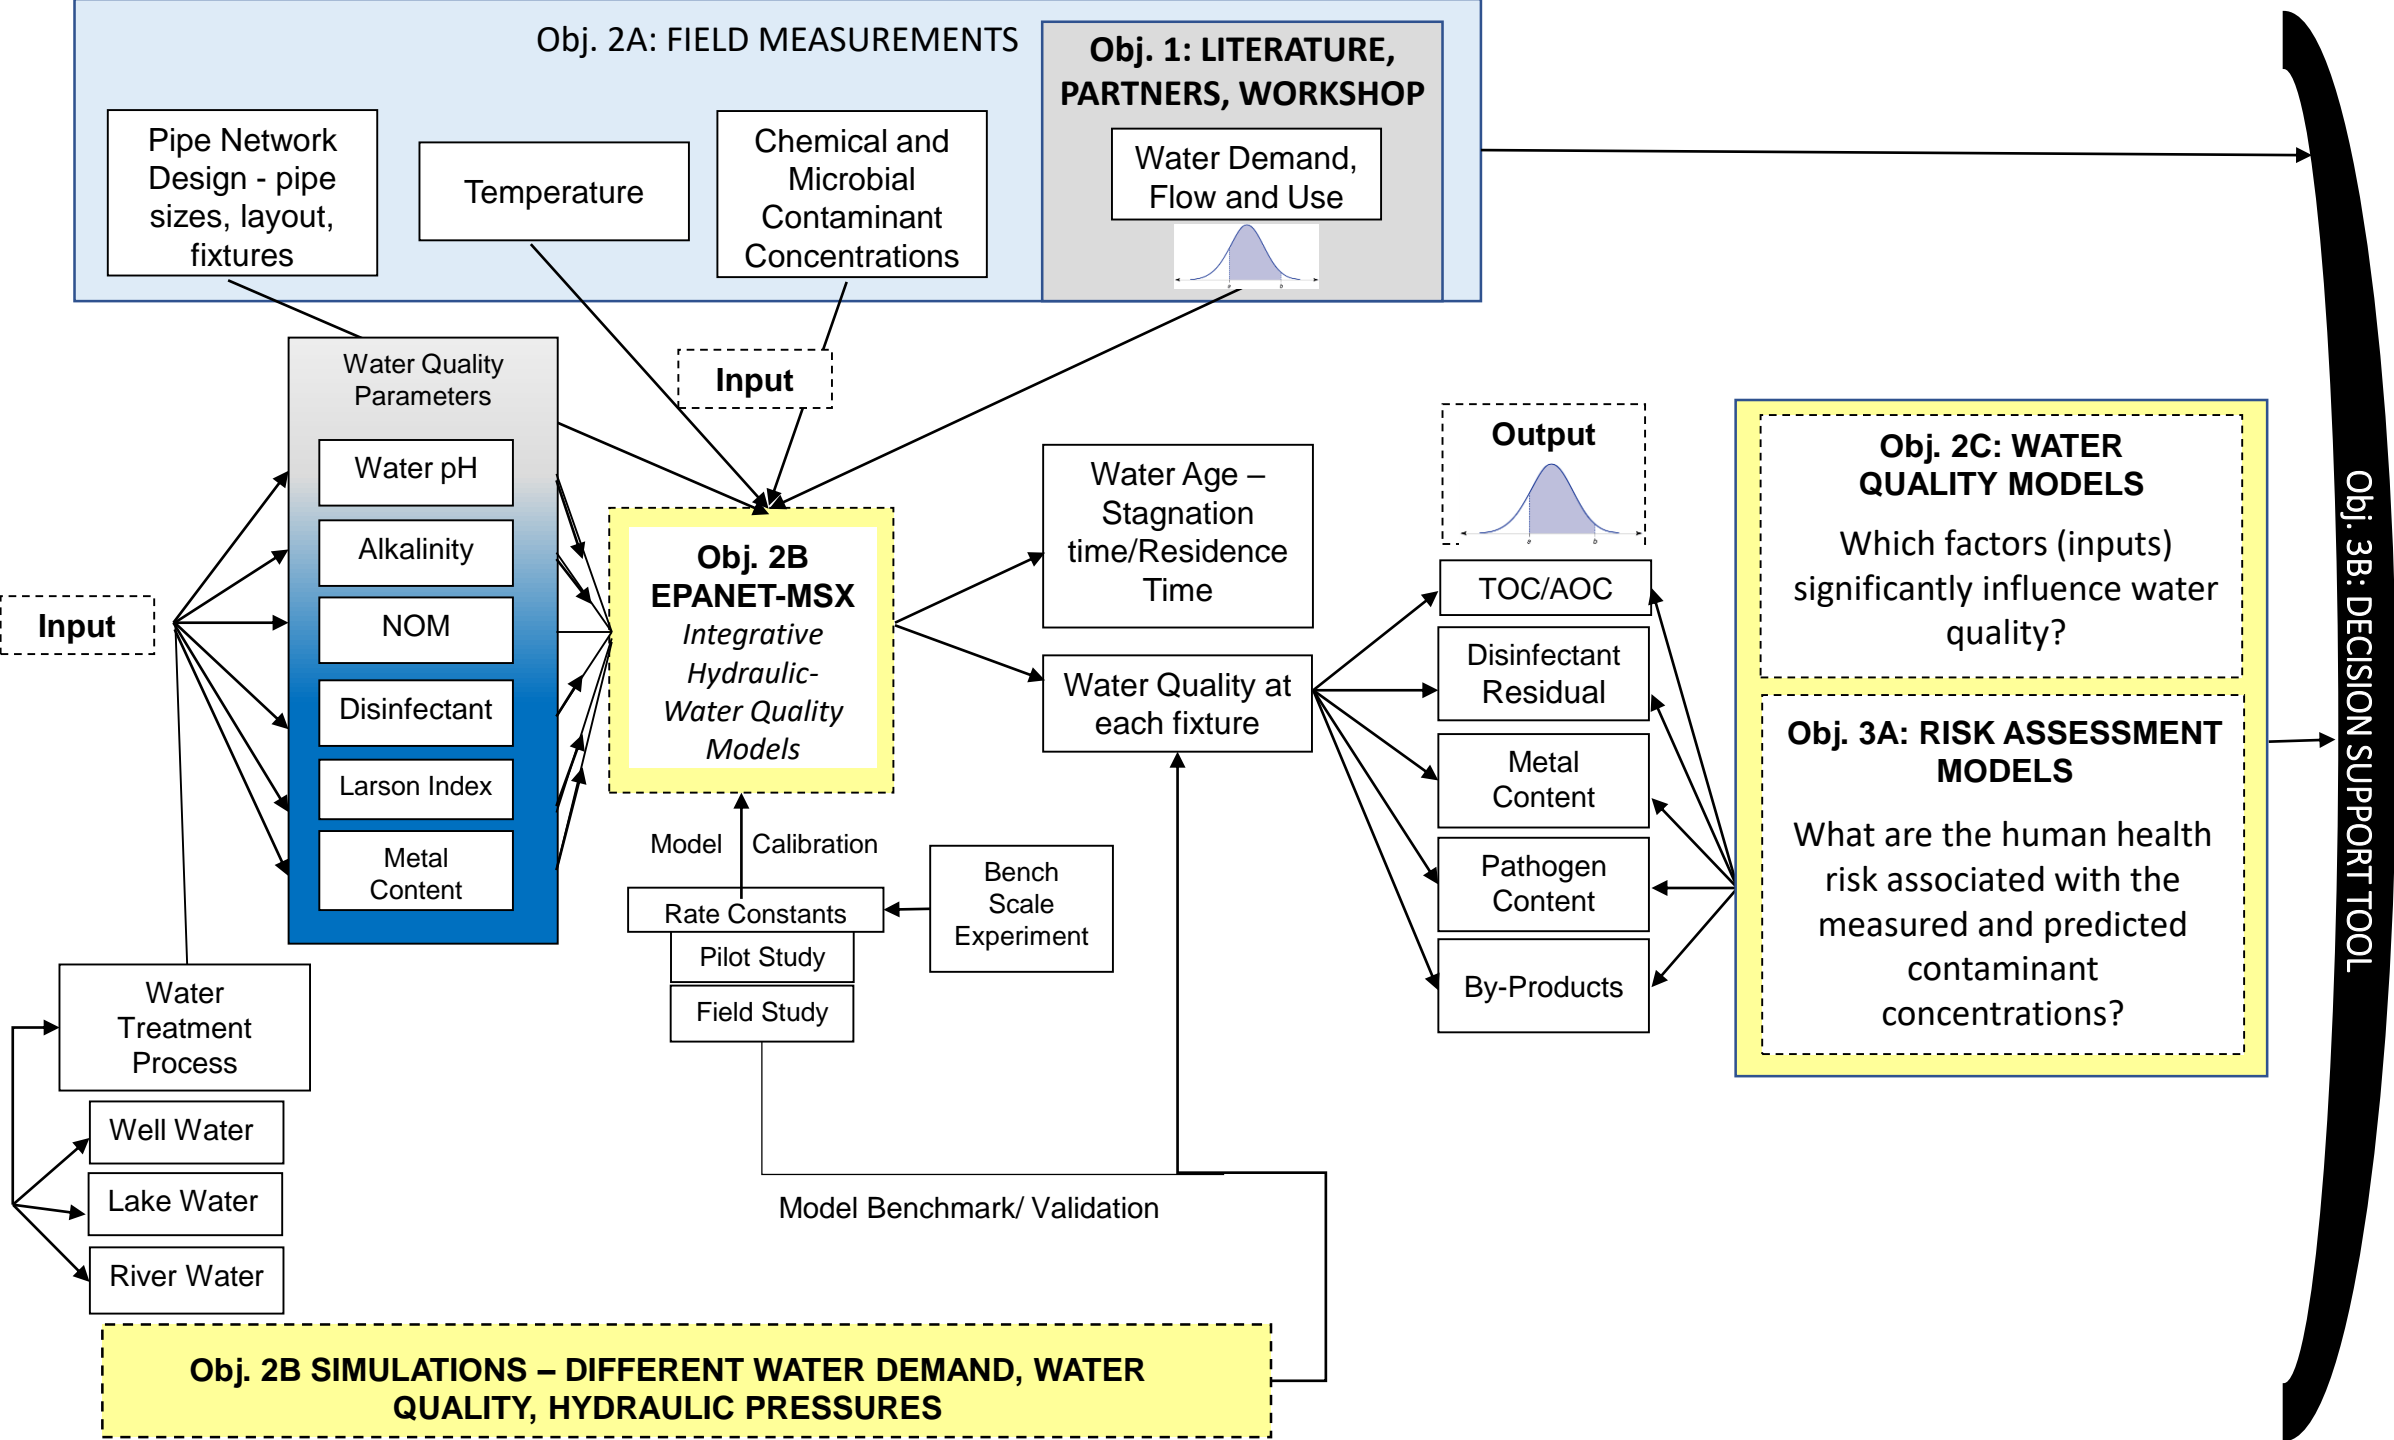 Obj. 2A: FIELD MEASUREMENTS
Obj. 1: LITERATURE,
PARTNERS, WORKSHOP
Pipe Network
Design - pipe
sizes, layout,
fixtures
Temperature
Chemical and
Microbial
Contaminant
Concentrations
Water Demand,
Flow and Use
a b
Input
Water Quality
Parameters
Water pH
Alkalinity
NOM
Disinfectant
Larson Index
Metal
Content
Input
Obj. 2B
EPANET-MSX
Integrative
Hydraulic-
Water Quality
Models
Water Age –
Stagnation
time/Residence
Time
Water Quality at
each fixture
Output
a b
TOC/AOC
Disinfectant
Residual
Metal
Content
Pathogen
Content
By-Products
Obj. 2C: WATER
QUALITY MODELS
Which factors (inputs)
significantly influence water
quality?
Obj. 3A: RISK ASSESSMENT
MODELS
What are the human health
risk associated with the
measured and predicted
contaminant
concentrations?
Obj. 3B: DECISION SUPPORT TOOL
Model Calibration
Rate Constants
Pilot Study
Field Study
Bench
Scale
Experiment
Water
Treatment
Process
Well Water
Lake Water
River Water
Model Benchmark/ Validation
Obj. 2B SIMULATIONS – DIFFERENT WATER DEMAND, WATER
QUALITY, HYDRAULIC PRESSURES